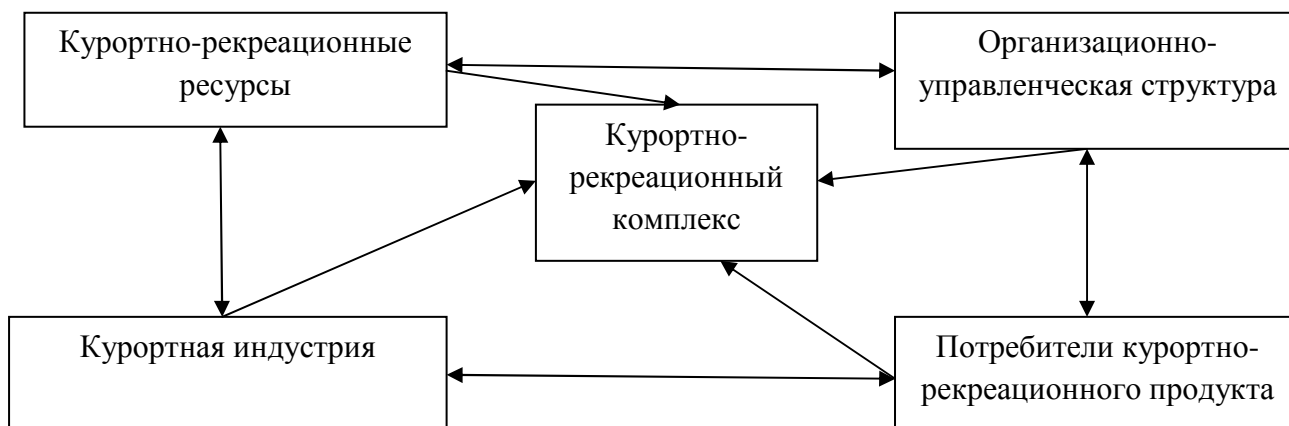 Курортно-рекреационные
ресурсы
Организационно-
управленческая структура
Курортно-
рекреационный
комплекс
Курортная индустрия
Потребители курортно-
рекреационного продукта